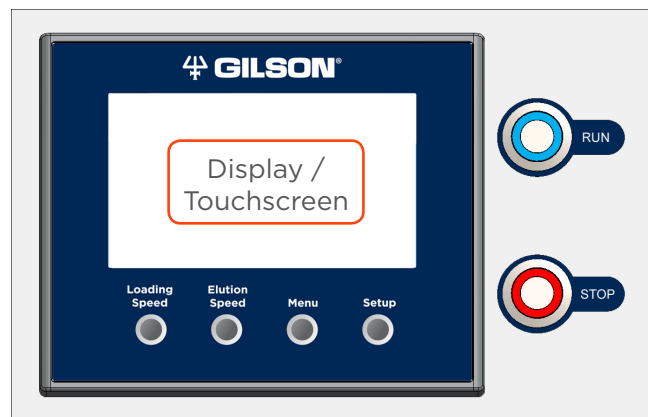 GILSON®
Display /
Touchscreen
RUN
Loading
Speed
Elution
Speed
Menu
Setup
STOP